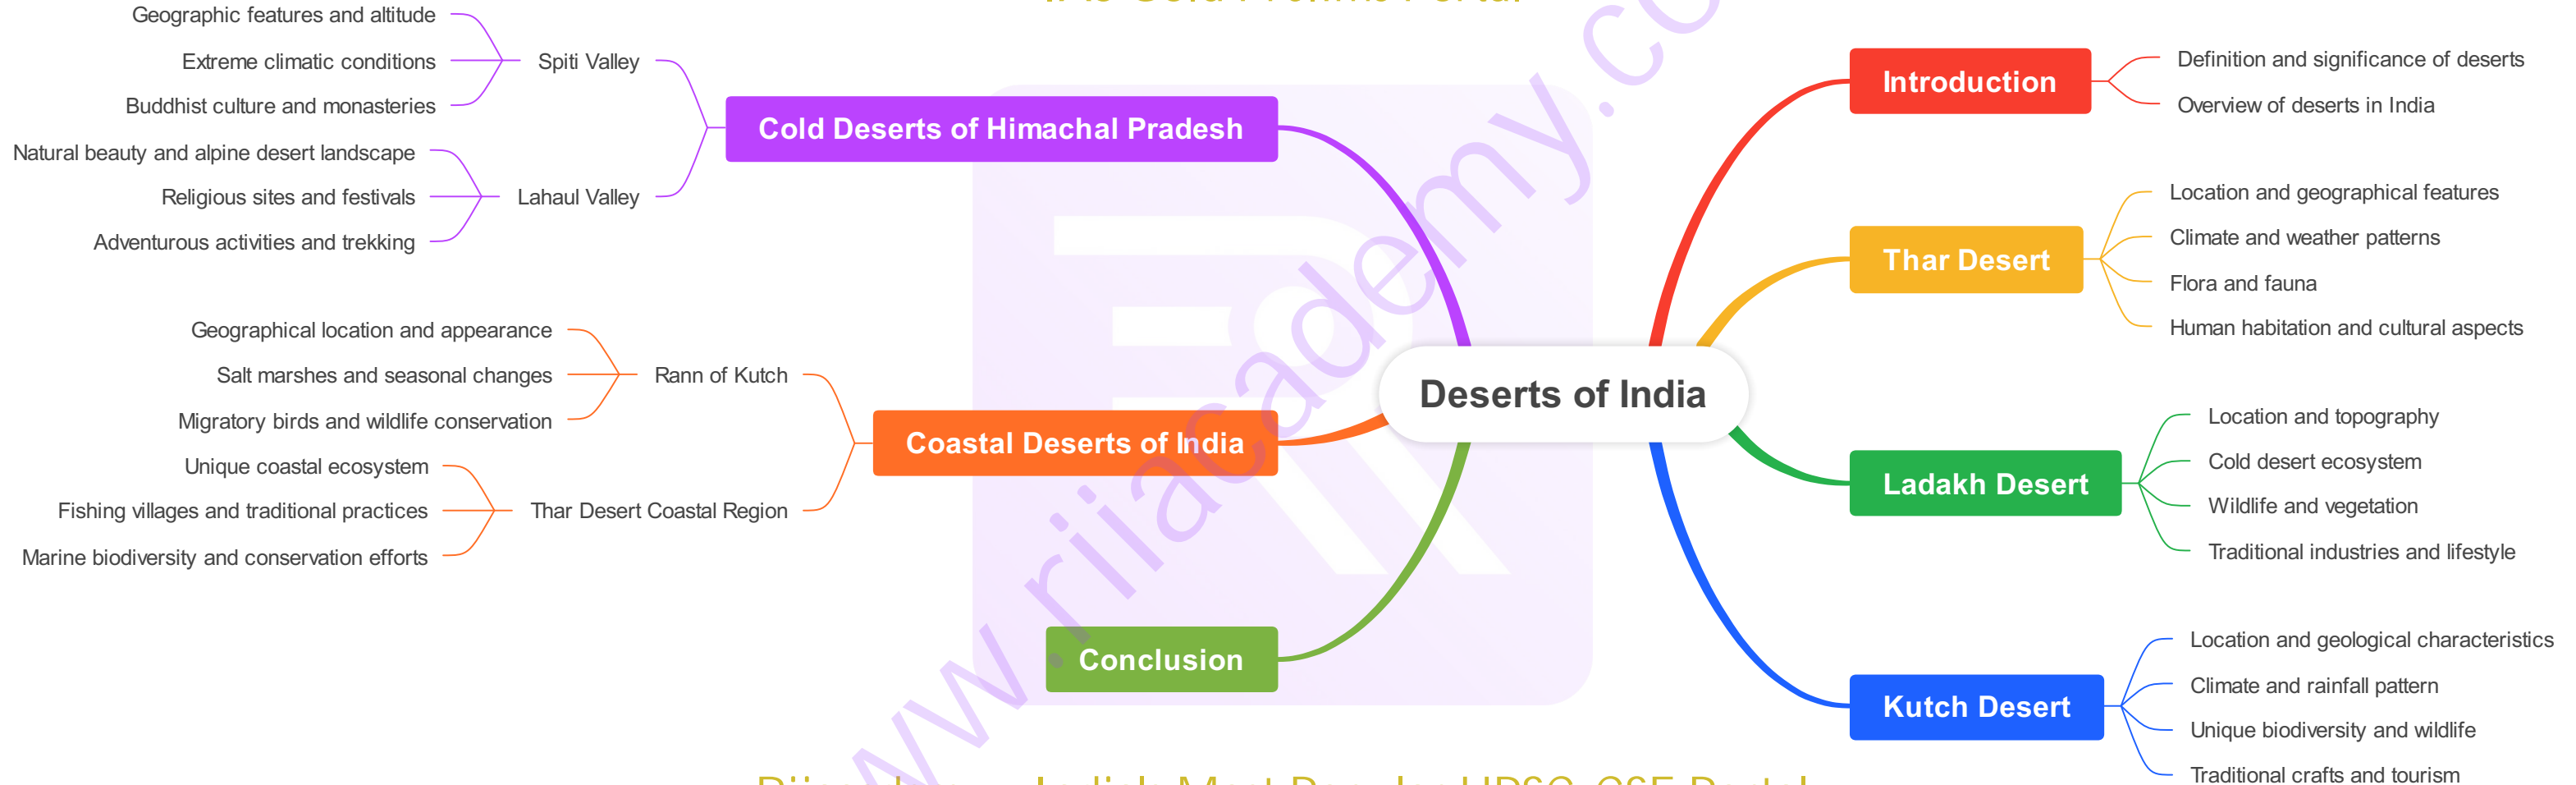 Deserts of India
Introduction
Definition and significance of deserts
Overview of deserts in India
Thar Desert
Location and geographical features
Climate and weather patterns
Flora and fauna
Human habitation and cultural aspects
Ladakh Desert
Location and topography
Cold desert ecosystem
Wildlife and vegetation
Traditional industries and lifestyle
Kutch Desert
Location and geological characteristics
Climate and rainfall pattern
Unique biodiversity and wildlife
Traditional crafts and tourism
Cold Deserts of Himachal Pradesh
Spiti Valley
Geographic features and altitude
Extreme climatic conditions
Buddhist culture and monasteries
Lahaul Valley
Natural beauty and alpine desert landscape
Religious sites and festivals
Adventurous activities and trekking
Coastal Deserts of India
Rann of Kutch
Geographical location and appearance
Salt marshes and seasonal changes
Migratory birds and wildlife conservation
Thar Desert Coastal Region
Unique coastal ecosystem
Fishing villages and traditional practices
Marine biodiversity and conservation efforts
Conclusion
India's Most Popular UPSC-CSE Portal